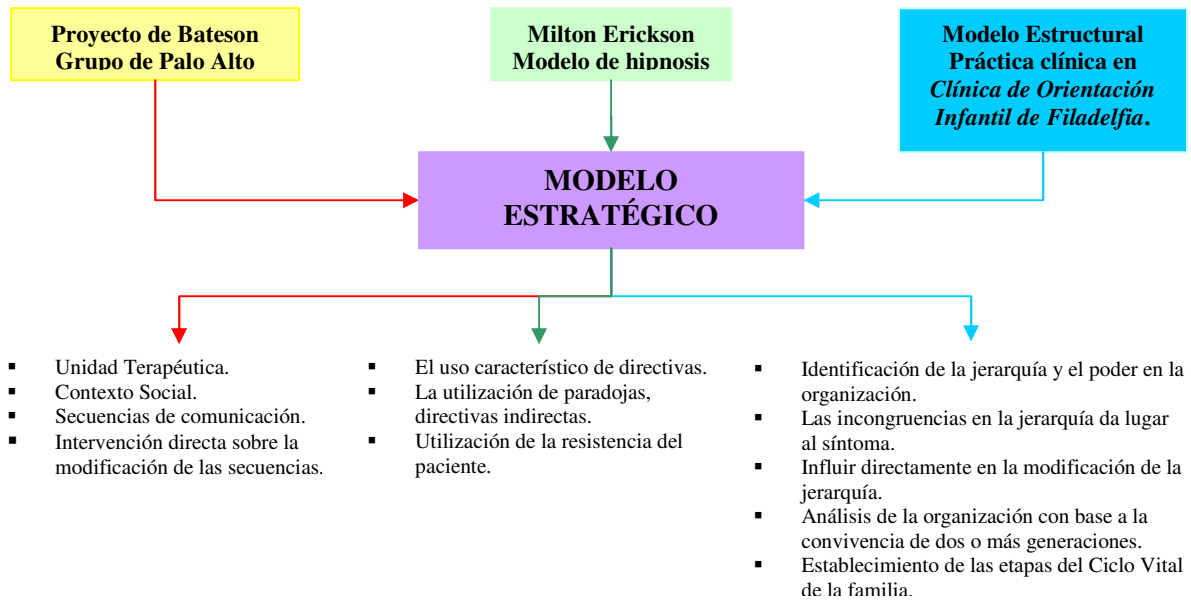 Proyecto de Bateson
Grupo de Palo Alto
Milton Erickson
Modelo de hipnosis
Modelo Estructural
Práctica clínica en
Clínica de Orientación
Infantil de Filadelfia.
MODELO
ESTRATÉGICO
▪ Unidad Terapéutica.
▪ Contexto Social.
▪ Secuencias de comunicación.
▪ Intervención directa sobre la
modificación de las secuencias.
▪ El uso característico de directivas.
▪ La utilización de paradojas,
directivas indirectas.
▪ Utilización de la resistencia del
paciente.
▪ Identificación de la jerarquía y el poder en la
organización.
▪ Las incongruencias en la jerarquía da lugar
al síntoma.
▪ Influir directamente en la modificación de la
jerarquía.
▪ Análisis de la organización con base a la
convivencia de dos o más generaciones.
▪ Establecimiento de las etapas del Ciclo Vital
de la familia.